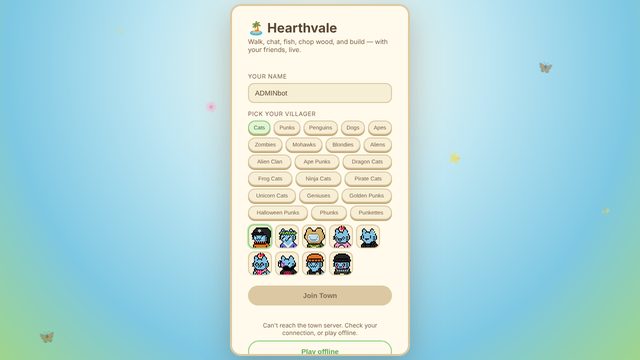 Hearthvale
Walk, chat, fish, chop wood, and build — with
your friends, live.
YOUR NAME
ADMINbot
PICK YOUR VILLAGER
Cats Punks Penguins Dogs Apes
Zombies Mohawks Blondies Aliens
Alien Clan Ape Punks Dragon Cats
Frog Cats Ninja Cats Pirate Cats
Unicorn Cats Geniuses Golden Punks
Halloween Punks Phunks Punkettes
Join Town
Can't reach the town server. Check your
connection, or play offline.
Play offline